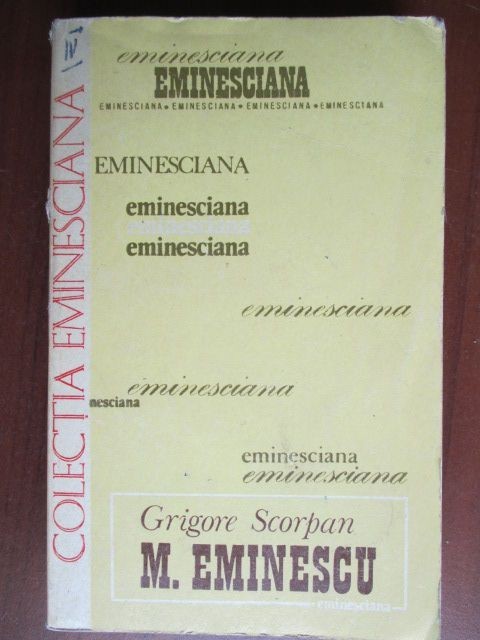 IV
COLECȚIA EMINESCIANA
eminesciana
EMINESCIANA
EMINESCIANA • EMINESCIANA • EMINESCIANA • EMINESCIANA
EMINESCIANA
eminesciana
eminesciana
eminesciana
eminesciana
eminesciana
nesciana
eminesciana
eminesciana
Grigore Scorpan
M. EMINESCU
eminesciana